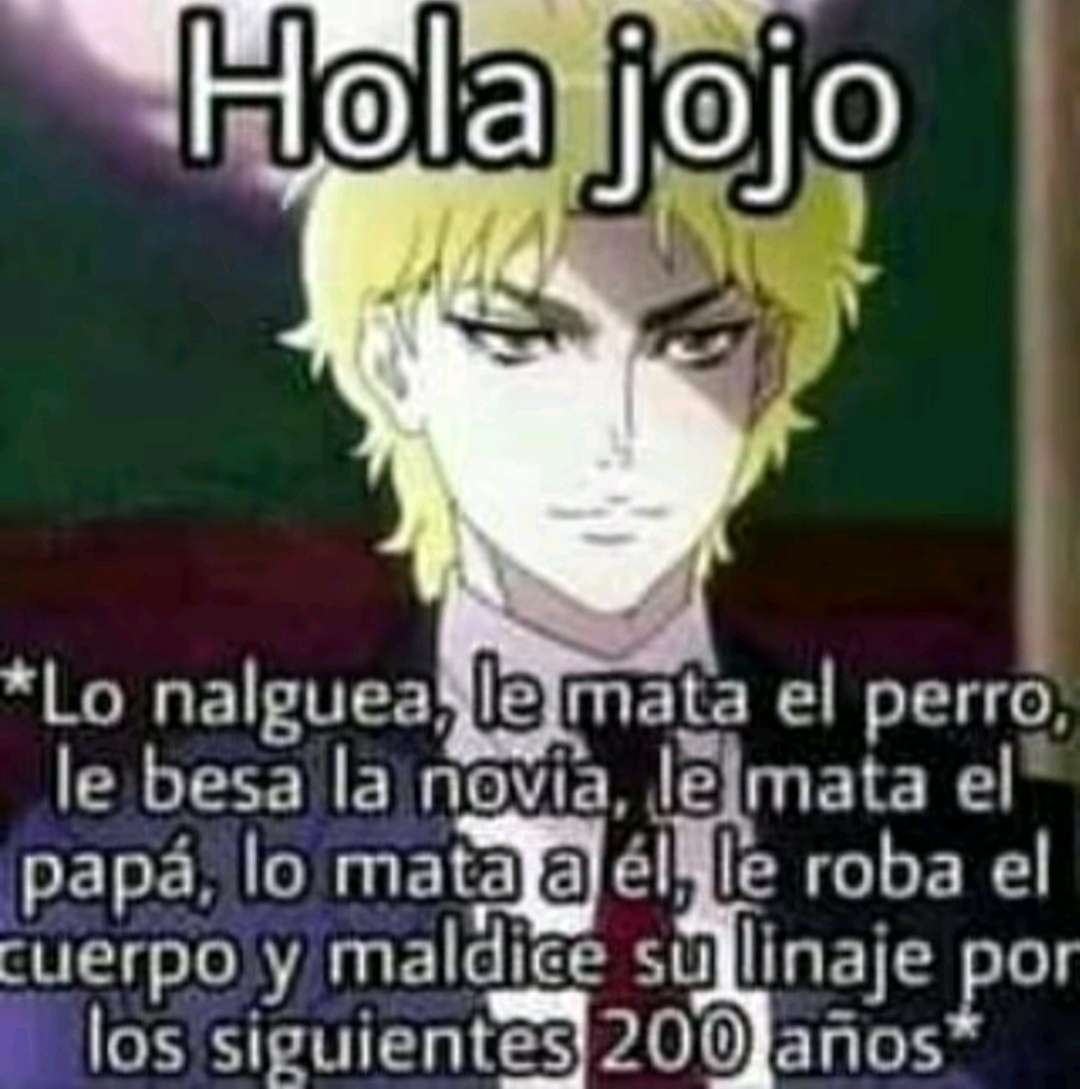 Hola jojo
*Lo nalguea, le mata el perro,
le besa la novia, le mata el
papá, lo mata a él, le roba el
cuerpo y maldice su linaje por
los siguientes 200 años*